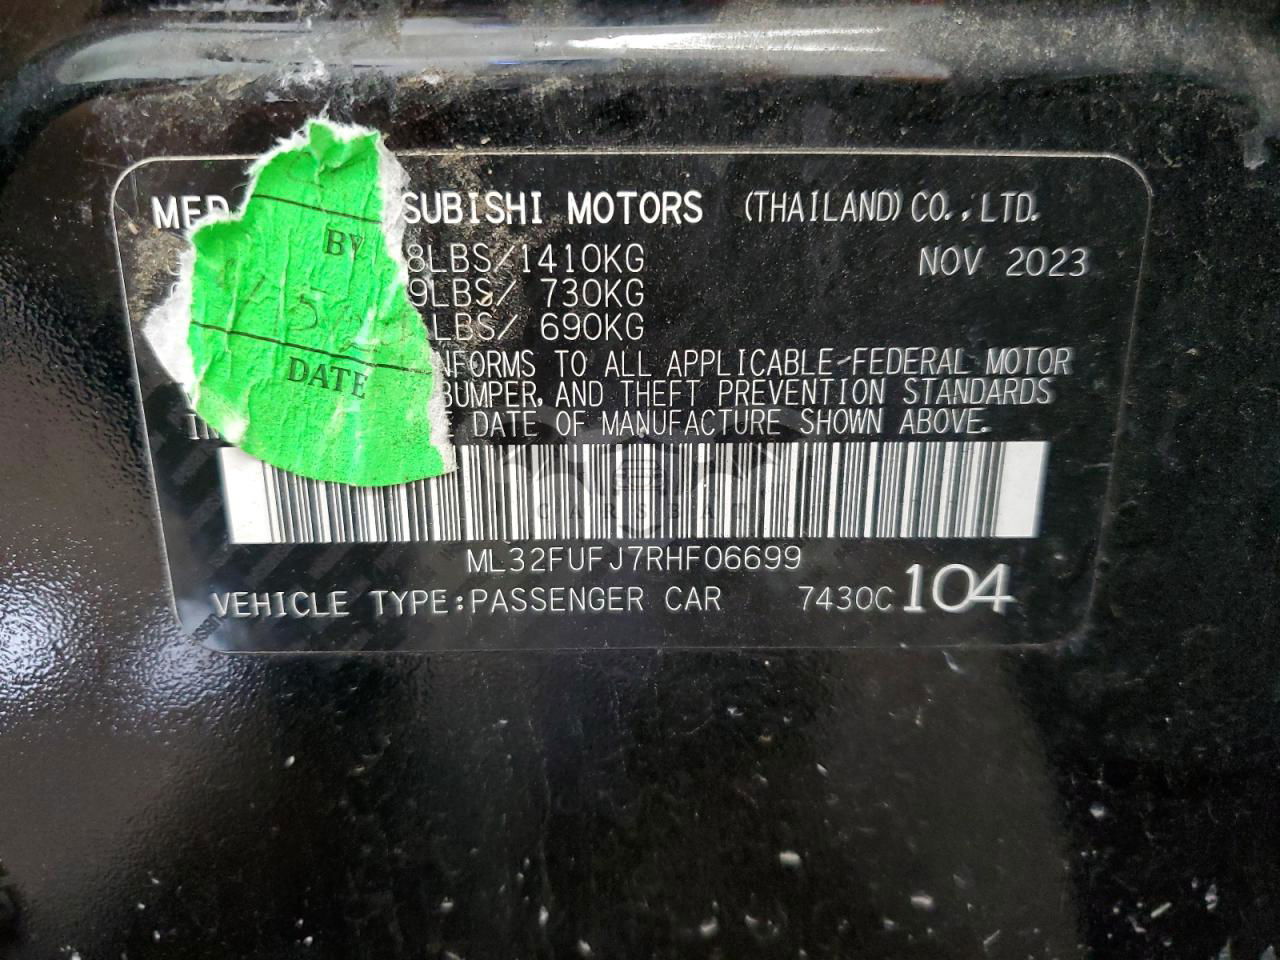 SUBISHI MOTORS (THAILAND) CO., LTD.
8LBS/1410KG NOV 2023
9LBS/ 730KG
LBS/ 690KG
NFORMS TO ALL APPLICABLE FEDERAL MOTOR
BUMPER, AND THEFT PREVENTION STANDARDS
DATE OF MANUFACTURE SHOWN ABOVE.
BY
DATE
ML32FUFJ7RHF06699
VEHICLE TYPE:PASSENGER CAR 7430C 104